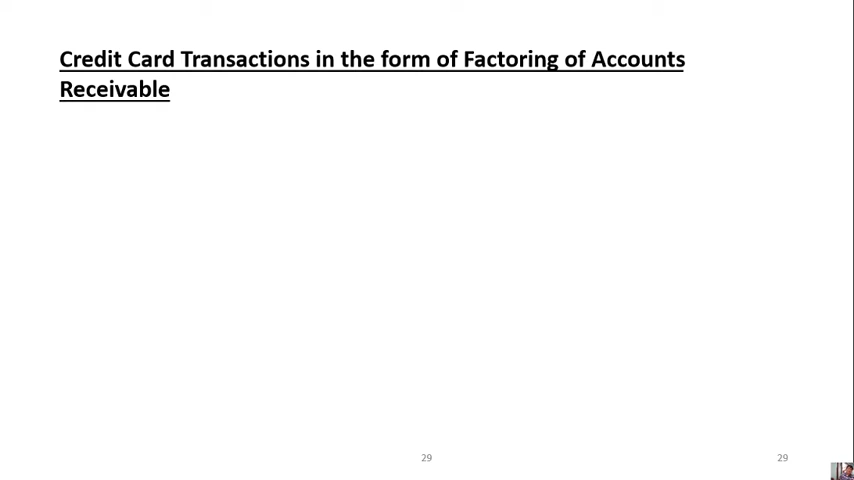 Credit Card Transactions in the form of Factoring of Accounts
Receivable
29
29